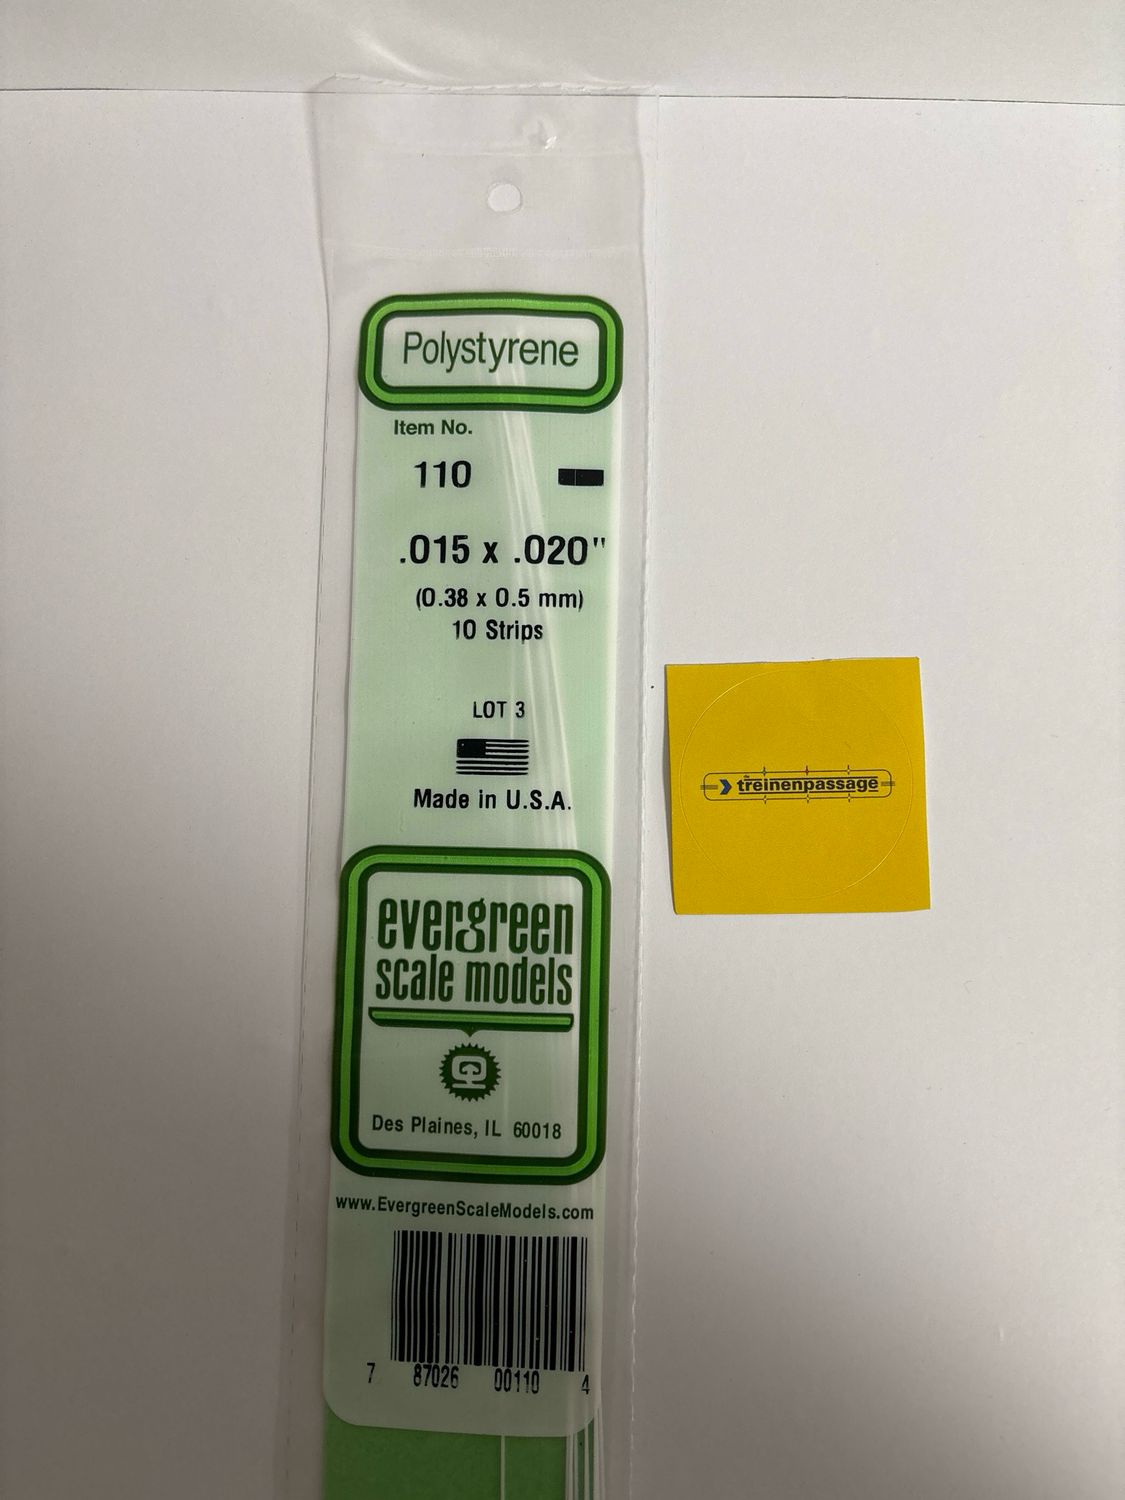 Polystyrene
Item No.
110
.015 x .020"
(0.38 x 0.5 mm)
10 Strips
LOT 3
Made in U.S.A.
evergreen
scale models
Des Plaines, IL 60018
www.EvergreenScaleModels.com
7 87026 00110 4
de
treinenpassage